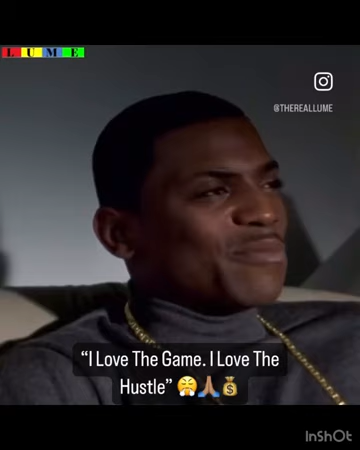 LUME
@THEREALLUME
“I Love The Game. I Love The
Hustle” 😤🙏🏽💰
InShOt